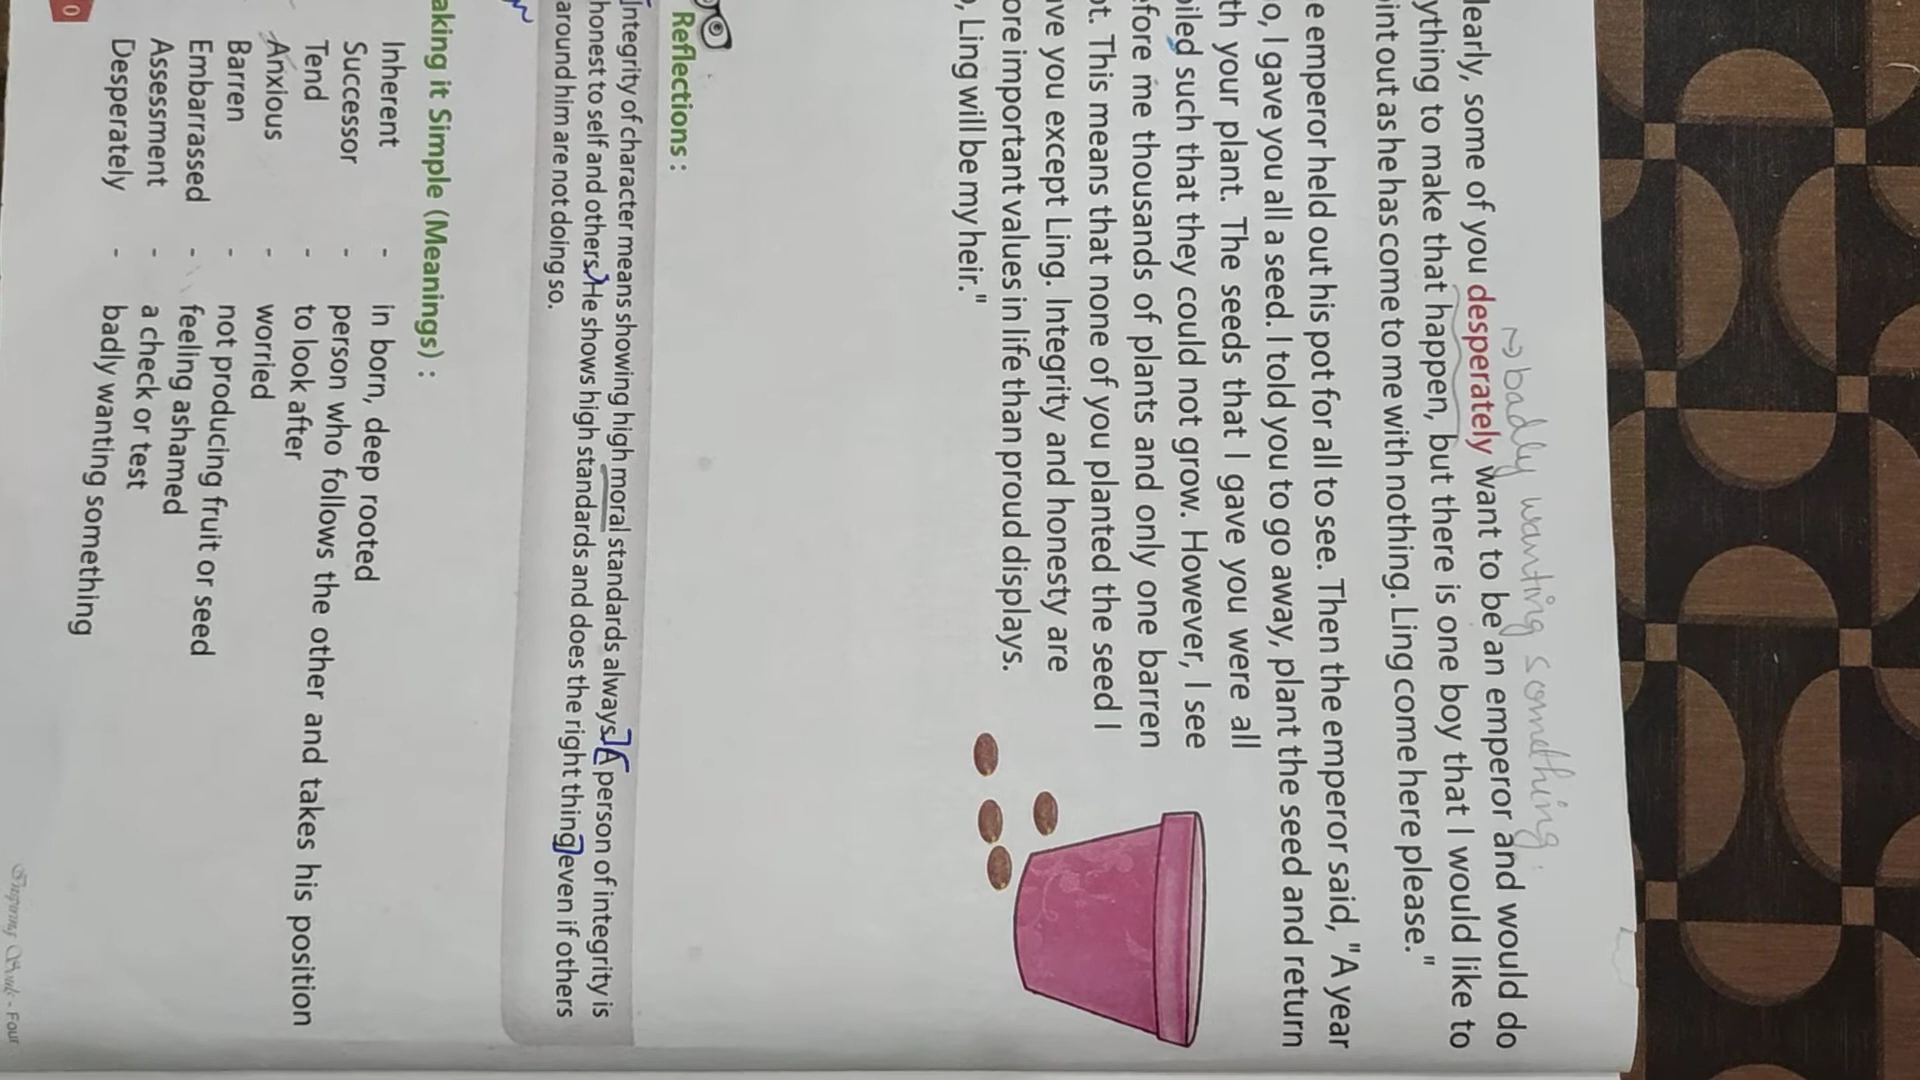 ~) badly wanting something.
learly, some of you desperately want to be an emperor and would do
ything to make that happen, but there is one boy that I would like to
oint out as he has come to me with nothing. Ling come here please."
e emperor held out his pot for all to see. Then the emperor said, "A year
o, I gave you all a seed. I told you to go away, plant the seed and return
th your plant. The seeds that I gave you were all
oiled such that they could not grow. However, I see
efore me thousands of plants and only one barren
ot. This means that none of you planted the seed I
ave you except Ling. Integrity and honesty are
ore important values in life than proud displays.
o, Ling will be my heir."
Reflections :
Integrity of character means showing high moral standards always. A person of integrity is
honest to self and others. He shows high standards and does the right thing even if others
around him are not doing so.
aking it Simple (Meanings) :
Inherent - in born, deep rooted
Successor - person who follows the other and takes his position
Tend - to look after
Anxious - worried
Barren - not producing fruit or seed
Embarrassed - feeling ashamed
Assessment - a check or test
Desperately - badly wanting something
0
Inspiring Souls - Four